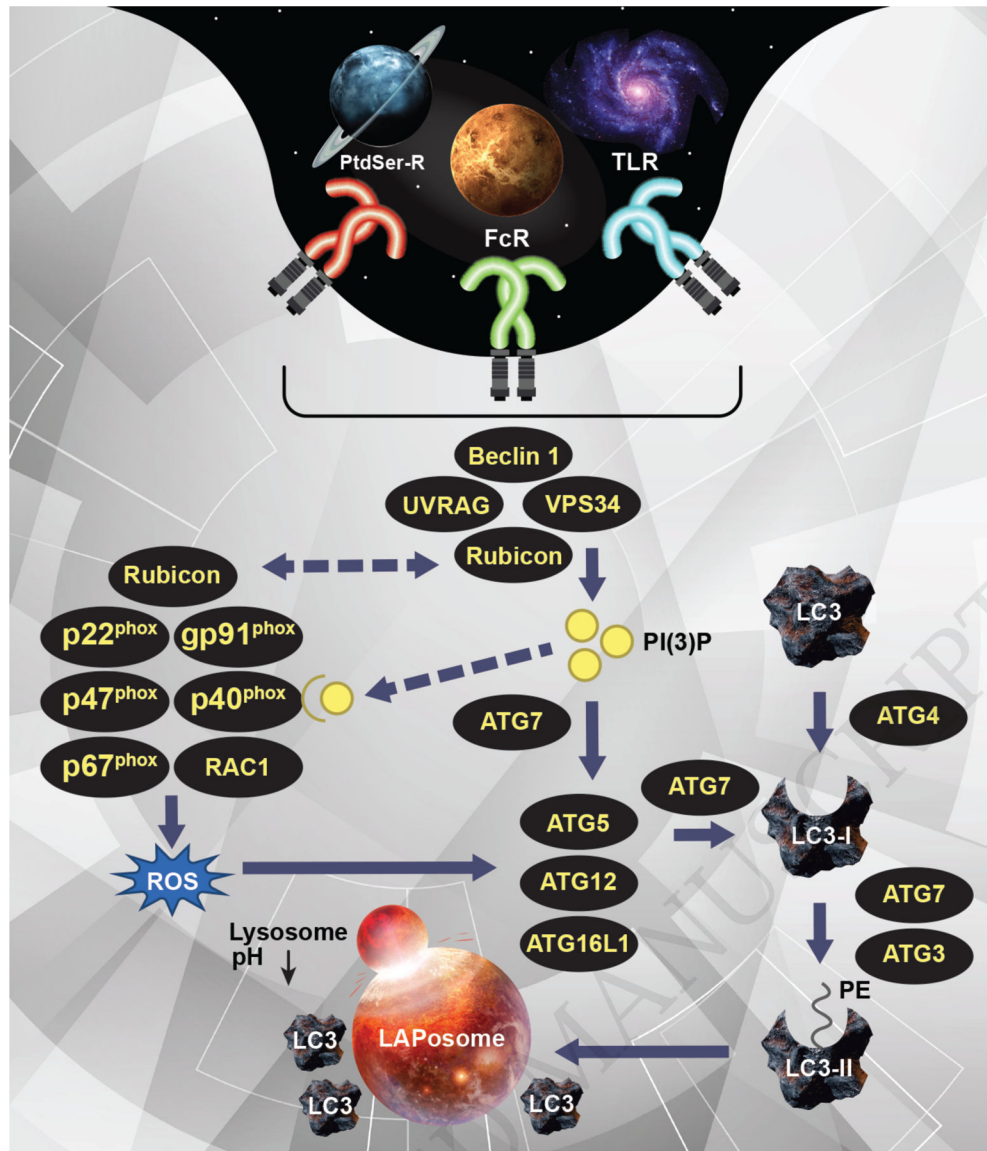 PtdSer-R
TLR
FcR
Beclin 1
UVRAG
VPS34
Rubicon
Rubicon
p22phox
gp91phox
PI(3)P
LC3
p47phox
p40phox
ATG7
ATG4
p67phox
RAC1
ATG7
ATG5
LC3-I
ROS
ATG12
ATG7
ATG16L1
ATG3
Lysosome
pH
PE
LC3
LAPosome
LC3-II
LC3
LC3
MANUSCRIPT